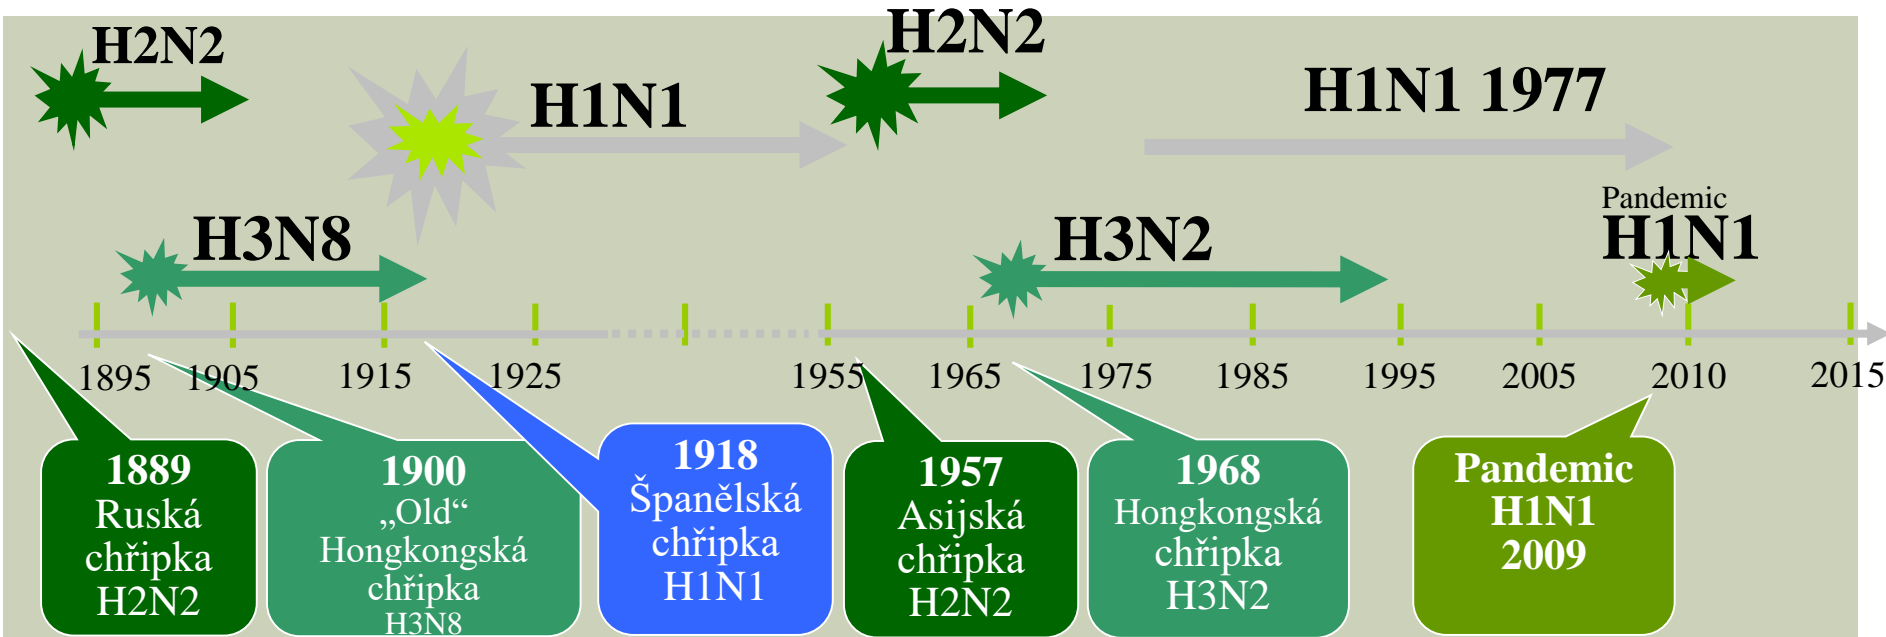 H2N2
H2N2
H1N1
H1N1 1977
Pandemic
H1N1
H3N8
H3N2
1895
1905
1915
1925
1955
1965
1975
1985
1995
2005
2010
2015
1889
Ruská
chřipka
H2N2
1900
„Old“
Hongkongská
chřipka
H3N8
1918
Španělská
chřipka
H1N1
1957
Asijská
chřipka
H2N2
1968
Hongkongská
chřipka
H3N2
Pandemic
H1N1
2009